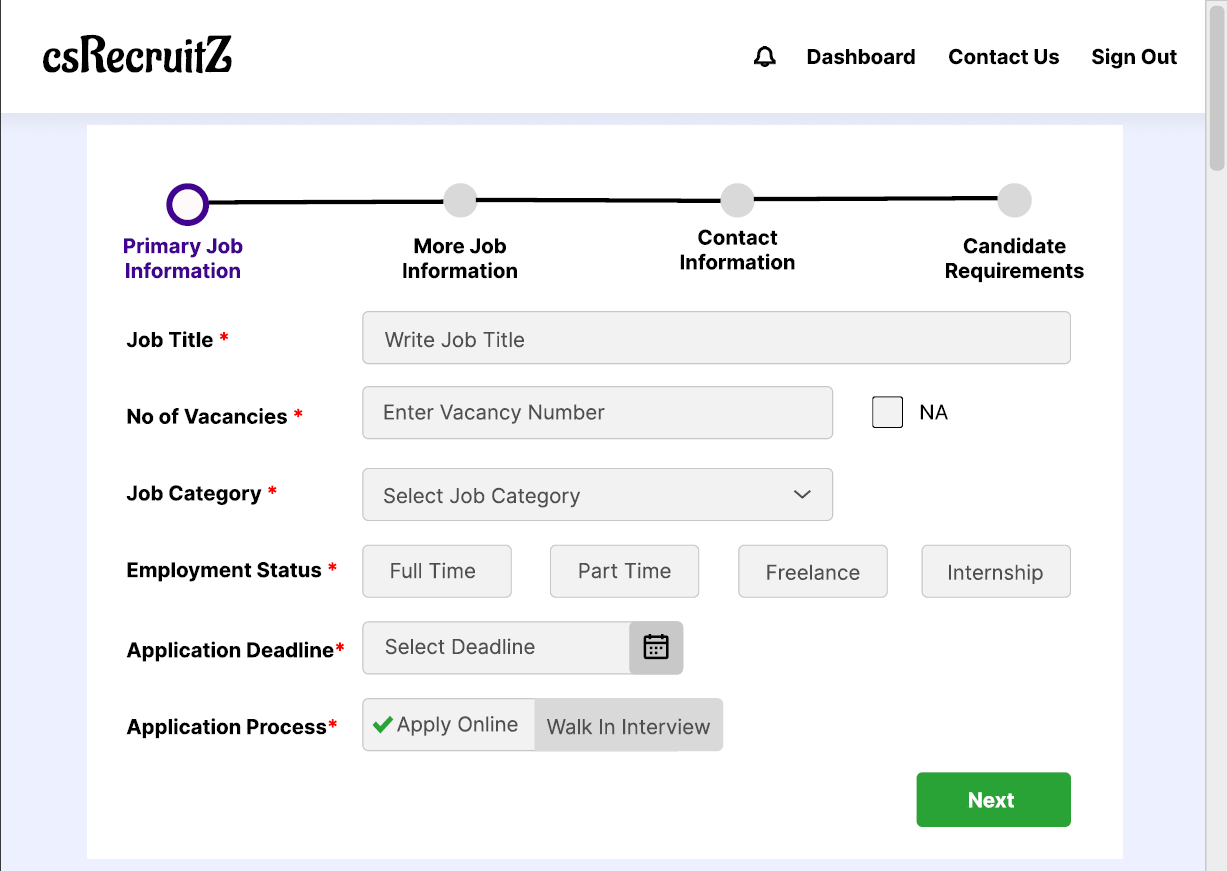 csRecruitZ
Dashboard Contact Us Sign Out
Primary Job
Information
More Job
Information
Contact
Information
Candidate
Requirements
Job Title *
Write Job Title
No of Vacancies *
Enter Vacancy Number
NA
Job Category *
Select Job Category
Employment Status *
Full Time
Part Time
Freelance
Internship
Application Deadline*
Select Deadline
Application Process*
Apply Online
Walk In Interview
Next